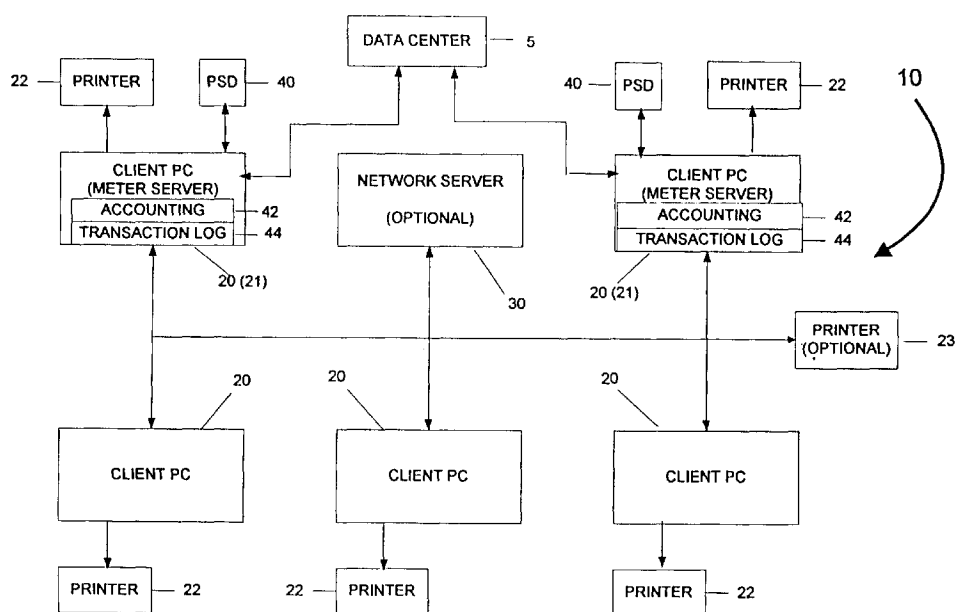 DATA CENTER 5
22 PRINTER PSD 40
40 PSD PRINTER 22 10
CLIENT PC
(METER SERVER)
ACCOUNTING 42
TRANSACTION LOG 44
20 (21)
NETWORK SERVER
(OPTIONAL)
30
CLIENT PC
(METER SERVER)
ACCOUNTING 42
TRANSACTION LOG 44
20 (21)
PRINTER
(OPTIONAL) 23
20 20 20
CLIENT PC CLIENT PC CLIENT PC
PRINTER 22 22 PRINTER PRINTER 22